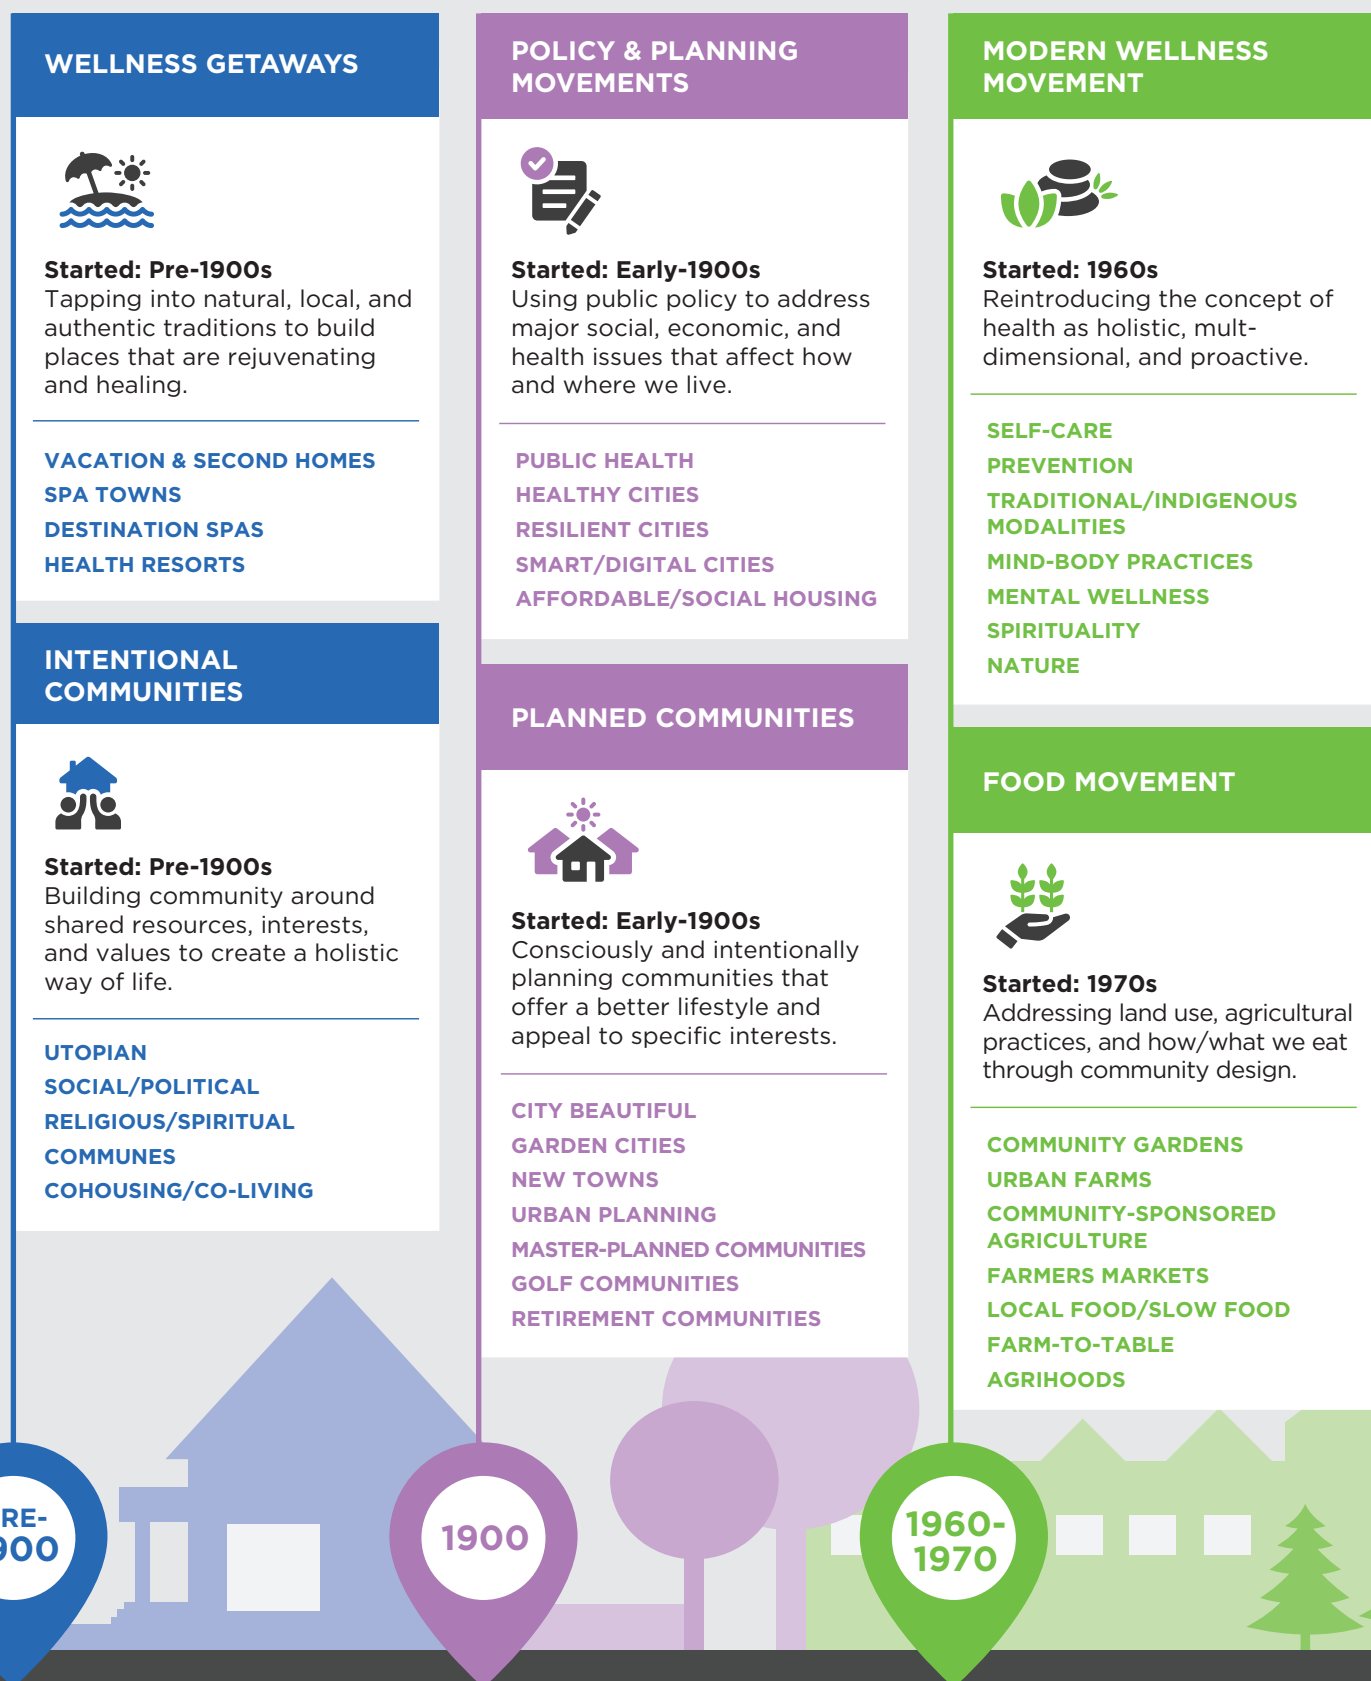 WELLNESS GETAWAYS
Started: Pre-1900s
Tapping into natural, local, and
authentic traditions to build
places that are rejuvenating
and healing.
VACATION & SECOND HOMES
SPA TOWNS
DESTINATION SPAS
HEALTH RESORTS
INTENTIONAL
COMMUNITIES
Started: Pre-1900s
Building community around
shared resources, interests,
and values to create a holistic
way of life.
UTOPIAN
SOCIAL/POLITICAL
RELIGIOUS/SPIRITUAL
COMMUNES
COHOUSING/CO-LIVING
POLICY & PLANNING
MOVEMENTS
Started: Early-1900s
Using public policy to address
major social, economic, and
health issues that affect how
and where we live.
PUBLIC HEALTH
HEALTHY CITIES
RESILIENT CITIES
SMART/DIGITAL CITIES
AFFORDABLE/SOCIAL HOUSING
PLANNED COMMUNITIES
Started: Early-1900s
Consciously and intentionally
planning communities that
offer a better lifestyle and
appeal to specific interests.
CITY BEAUTIFUL
GARDEN CITIES
NEW TOWNS
URBAN PLANNING
MASTER-PLANNED COMMUNITIES
GOLF COMMUNITIES
RETIREMENT COMMUNITIES
MODERN WELLNESS
MOVEMENT
Started: 1960s
Reintroducing the concept of
health as holistic, mult-
dimensional, and proactive.
SELF-CARE
PREVENTION
TRADITIONAL/INDIGENOUS
MODALITIES
MIND-BODY PRACTICES
MENTAL WELLNESS
SPIRITUALITY
NATURE
FOOD MOVEMENT
Started: 1970s
Addressing land use, agricultural
practices, and how/what we eat
through community design.
COMMUNITY GARDENS
URBAN FARMS
COMMUNITY-SPONSORED
AGRICULTURE
FARMERS MARKETS
LOCAL FOOD/SLOW FOOD
FARM-TO-TABLE
AGRIHOODS
RE-
900
1900
1960-
1970